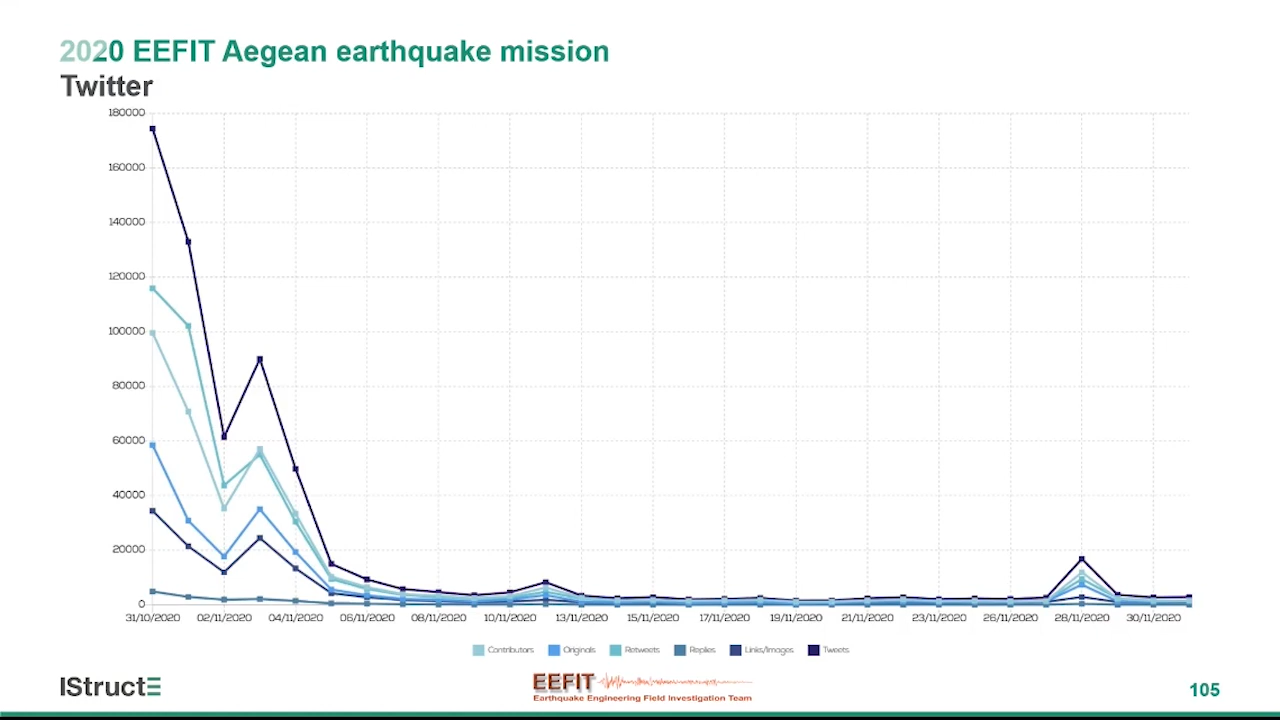 2020 EEFIT Aegean earthquake mission
Twitter
180000
160000
140000
120000
100000
80000
60000
40000
20000
0
31/10/2020 02/11/2020 04/11/2020 06/11/2020 08/11/2020 10/11/2020 13/11/2020 15/11/2020 17/11/2020 19/11/2020 21/11/2020 23/11/2020 26/11/2020 28/11/2020 30/11/2020
Contributors Originals Retweets Replies Links/Images Tweets
IStructE
EEFIT
Earthquake Engineering Field Investigation Team
105